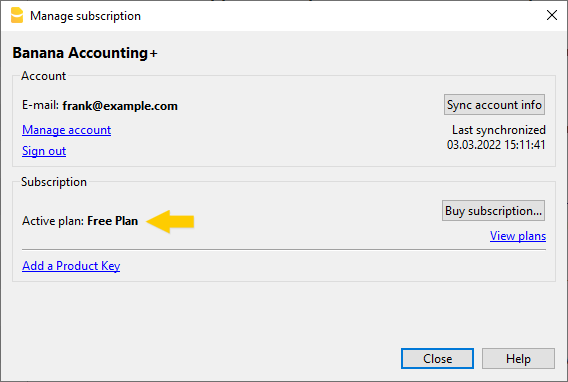 Manage subscription
Banana Accounting+
Account
E-mail: frank@example.com
Sync account info
Manage account
Last synchronized
03.03.2022 15:11:41
Sign out
Subscription
Active plan: Free Plan
Buy subscription...
View plans
Add a Product Key
Close
Help